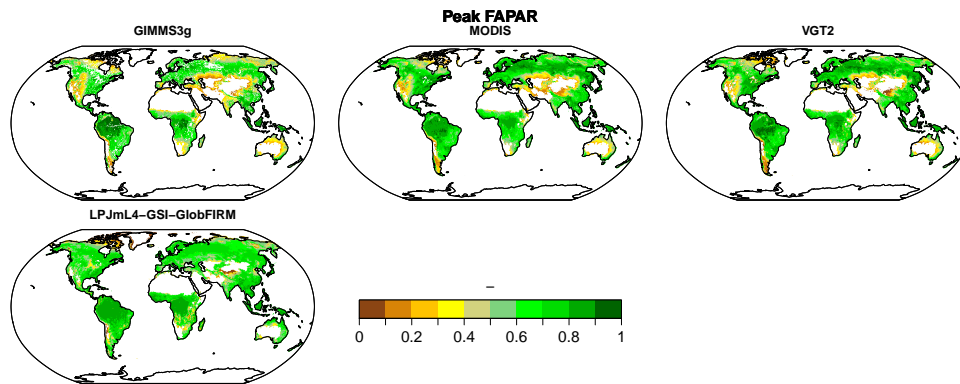 Peak FAPAR
GIMMS3g
MODIS
VGT2
LPJmL4−GSI−GlobFIRM
−
0 0.2 0.4 0.6 0.8 1